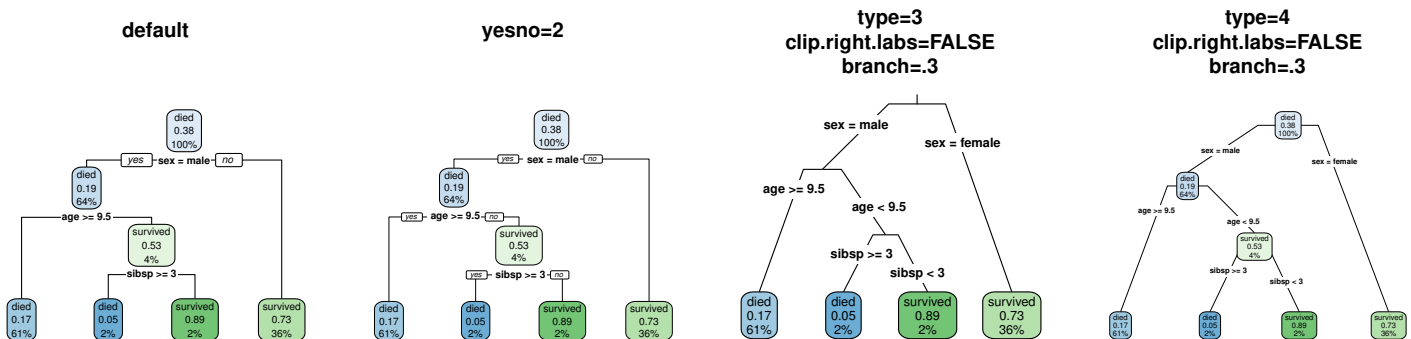 default
died
0.38
100%
yes sex = male no
died
0.19
64%
age >= 9.5
survived
0.53
4%
sibsp >= 3
died
0.17
61%
died
0.05
2%
survived
0.89
2%
survived
0.73
36%
yesno=2
died
0.38
100%
yes sex = male no
died
0.19
64%
yes age >= 9.5 no
survived
0.53
4%
yes sibsp >= 3 no
died
0.17
61%
died
0.05
2%
survived
0.89
2%
survived
0.73
36%
type=3
clip.right.labs=FALSE
branch=.3
sex = male
sex = female
age >= 9.5
age < 9.5
sibsp >= 3
sibsp < 3
died
0.17
61%
died
0.05
2%
survived
0.89
2%
survived
0.73
36%
type=4
clip.right.labs=FALSE
branch=.3
died
0.38
100%
sex = male
sex = female
died
0.19
64%
age >= 9.5
age < 9.5
survived
0.53
4%
sibsp >= 3
sibsp < 3
died
0.17
61%
died
0.05
2%
survived
0.89
2%
survived
0.73
36%